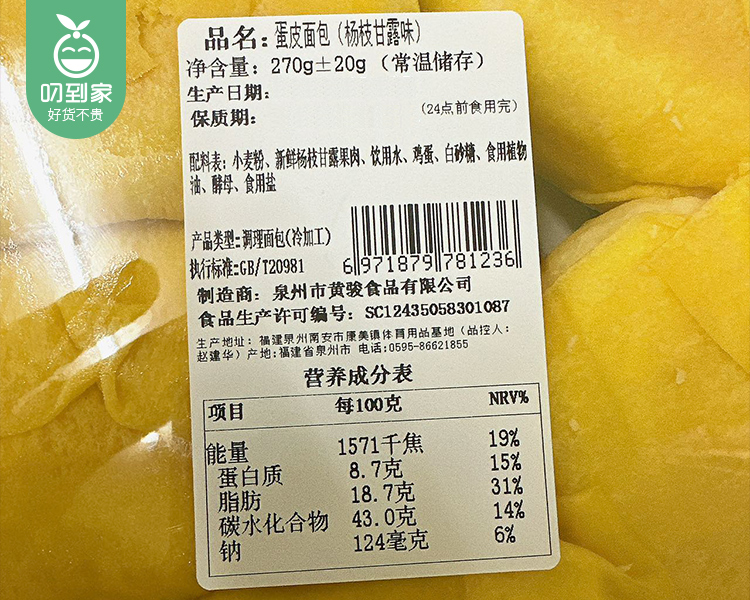 叨到家
好货不贵
品名:蛋皮面包(杨枝甘露味)
净含量: 270g±20g (常温储存)
生产日期:
保质期:
(24点前食用完)
配料表: 小麦粉、新鲜杨枝甘露果肉、饮用水、鸡蛋、白砂糖、食用植物
油、酵母、食用盐
产品类型:调理面包(冷加工)
执行标准:GB/T20981
6 971879 781236
制造商: 泉州市黄骏食品有限公司
食品生产许可编号: SC12435058301087
生产地址: 福建泉州南安市康美镇体育用品基地 (品控人:
赵建华) 产地:福建省泉州市 电话:0595-86621855
营养成分表
项目 每100克 NRV%
能量 1571千焦 19%
蛋白质 8.7克 15%
脂肪 18.7克 31%
碳水化合物 43.0克 14%
钠 124毫克 6%